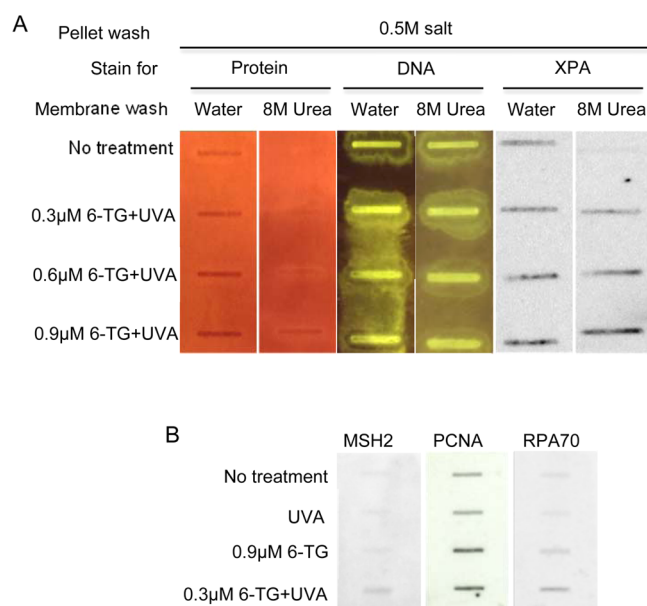 A
Pellet wash 0.5M salt
Stain for Protein DNA XPA
Membrane wash Water 8M Urea Water 8M Urea Water 8M Urea
No treatment
0.3µM 6-TG+UVA
0.6µM 6-TG+UVA
0.9µM 6-TG+UVA
B
MSH2 PCNA RPA70
No treatment
UVA
0.9µM 6-TG
0.3µM 6-TG+UVA